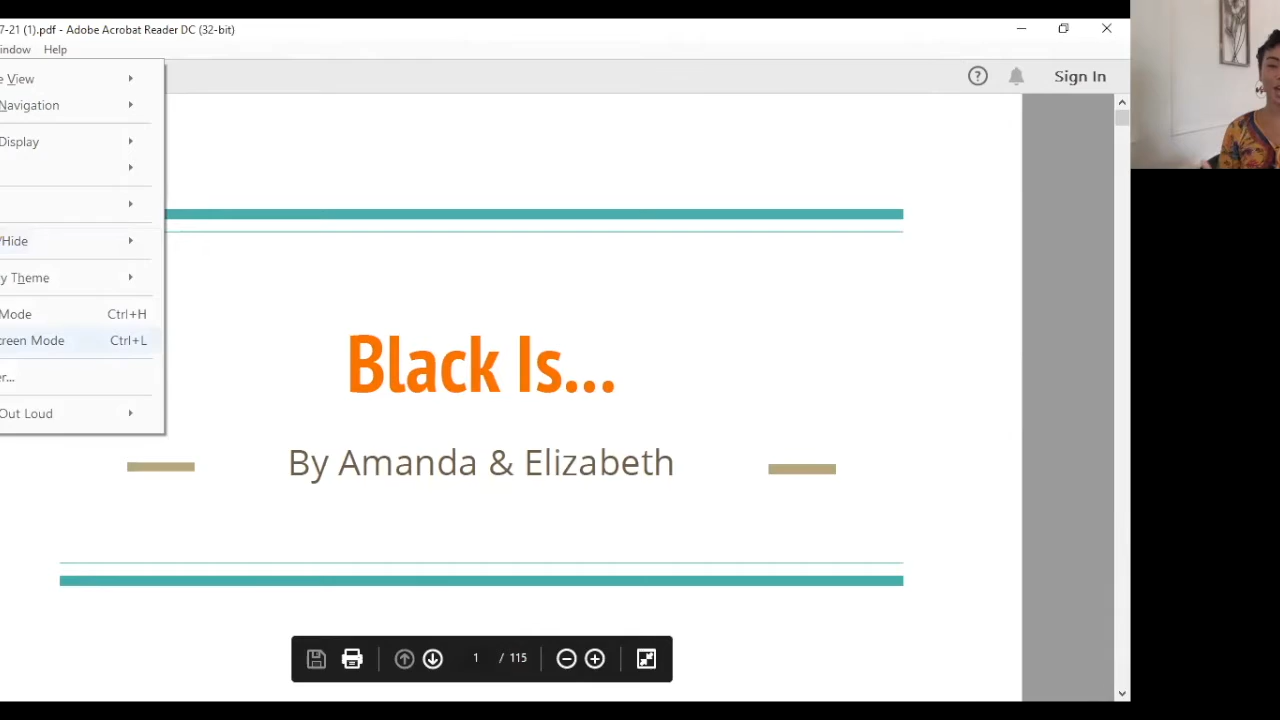 7-21 (1).pdf - Adobe Acrobat Reader DC (32-bit)
indow Help
e View
Navigation
Display
/Hide
y Theme
Mode Ctrl+H
creen Mode Ctrl+L
er...
Out Loud
? Sign In
Black Is...
By Amanda & Elizabeth
1 / 115